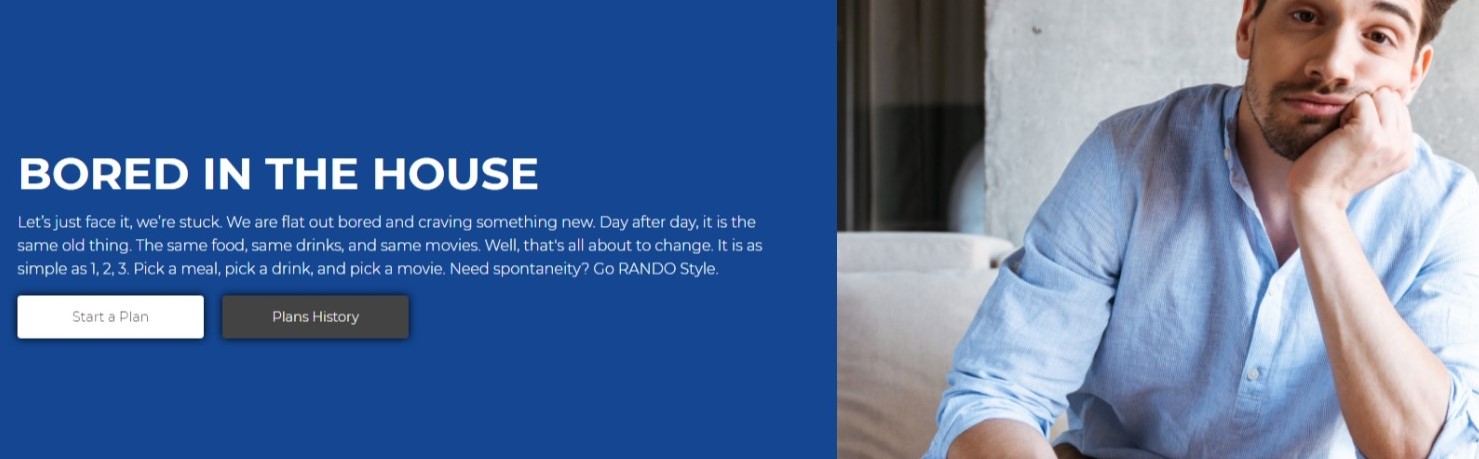 BORED IN THE HOUSE
Let's just face it, we're stuck. We are flat out bored and craving something new. Day after day, it is the
same old thing. The same food, same drinks, and same movies. Well, that's all about to change. It is as
simple as 1, 2, 3. Pick a meal, pick a drink, and pick a movie. Need spontaneity? Go RANDO Style.
Start a Plan
Plans History